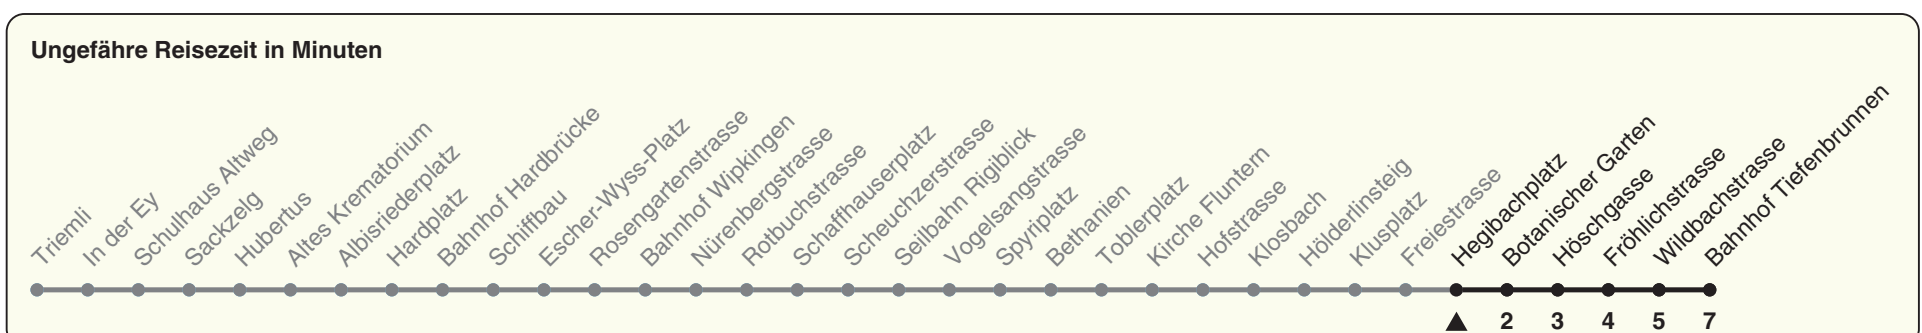 Ungefähre Reisezeit in Minuten
Triemli
In der Ey
Schulhaus Altweg
Sackzelg
Hubertus
Altes Krematorium
Albisriederplatz
Hardplatz
Bahnhof Hardbrücke
Schiffbau
Escher-Wyss-Platz
Rosengartenstrasse
Bahnhof Wipkingen
Nürenbergstrasse
Rotbuchstrasse
Schaffhauserplatz
Scheuchzerstrasse
Seilbahn Rigiblick
Vogelsangstrasse
Spyriplatz
Bethanien
Toblerplatz
Kirche Fluntern
Hofstrasse
Klosbach
Hölderlinsteig
Klusplatz
Freiestrasse
Hegibachplatz
Botanischer Garten
Höschgasse
Fröhlichstrasse
Wildbachstrasse
Bahnhof Tiefenbrunnen
2 3 4 5 7